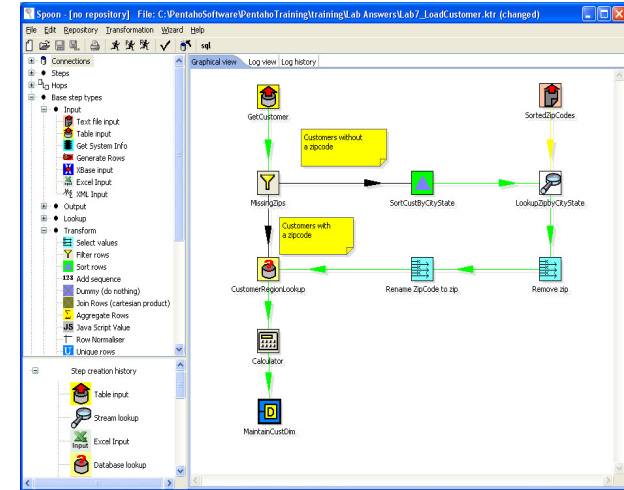 Spoon - [no repository] File: C:\PentahoSoftware\PentahoTraining\training\Lab Answers\Lab7_LoadCustomer.ktr (changed)
File Edit Repository Transformation Wizard Help
sql
Connections
Steps
Hops
Base step types
Input
Text file input
Table input
Get System Info
Generate Rows
XBase input
Excel Input
XML Input
Output
Lookup
Transform
Select values
Filter rows
Sort rows
123 Add sequence
Dummy (do nothing)
Join Rows (cartesian product)
Aggregate Rows
JS Java Script Value
Row Normaliser
U Unique rows
Step creation history
Table input
Stream lookup
Input Excel Input
Database lookup
Graphical view Log view Log history
GetCustomer
SortedZipCodes
Customers without
a zipcode
MissingZips
SortCustByCityState
LookupZipbyCityState
Customers with
a zipcode
CustomerRegionLookup
Rename ZipCode to zip
Remove zip
Calculator
D
MaintainCustDim